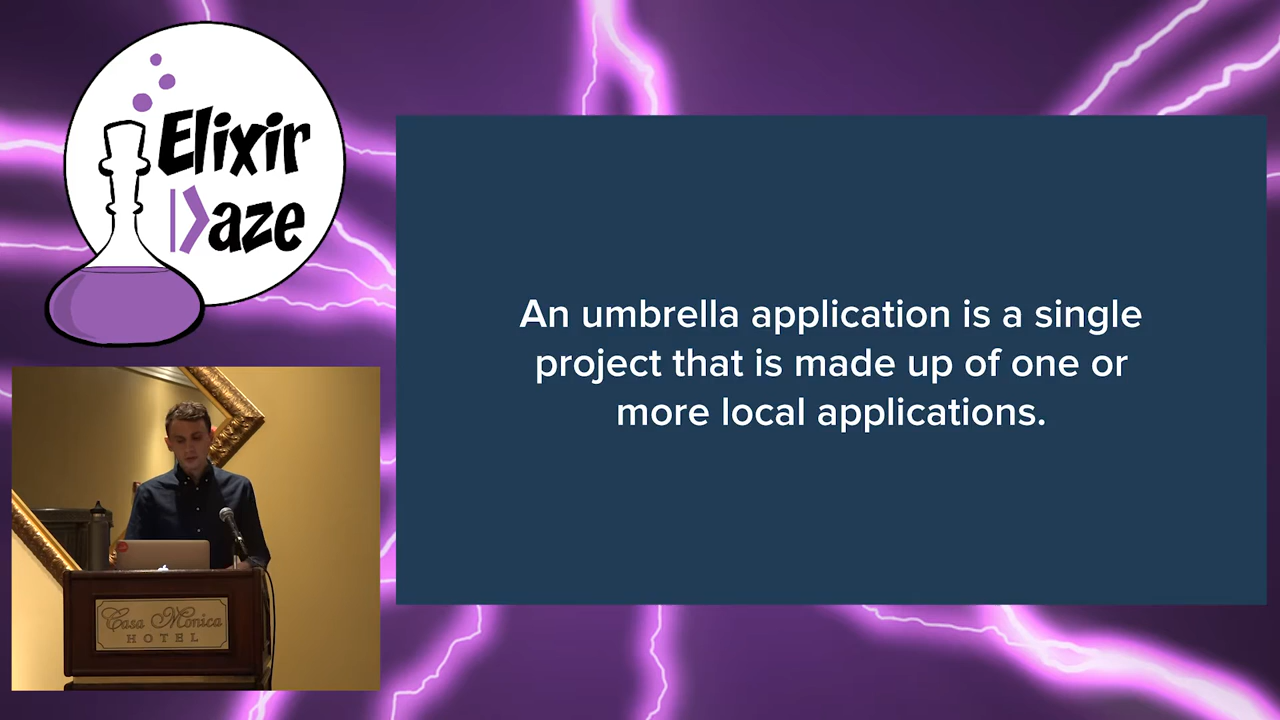 Elixir
Daze
An umbrella application is a single
project that is made up of one or
more local applications.
Casa Monica
HOTEL